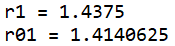 r1 = 1.4375
r01 = 1.4140625